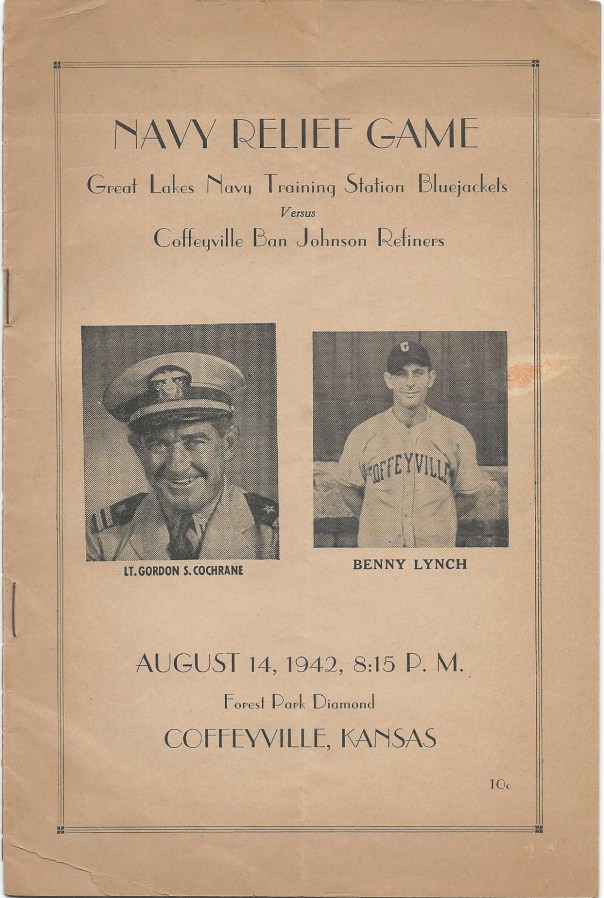 NAVY RELIEF GAME
Great Lakes Navy Training Station Bluejackets
Versus
Coffeyville Ban Johnson Refiners
C
COFFEYVILLE
LT. GORDON S. COCHRANE
BENNY LYNCH
AUGUST 14, 1942, 8:15 P. M.
Forest Park Diamond
COFFEYVILLE, KANSAS
10c